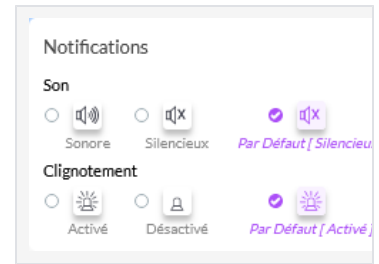 Notifications
Son
Sonore Silencieux Par Défaut [ Silencieu
Clignotement
Activé Désactivé Par Défaut [ Activé ]